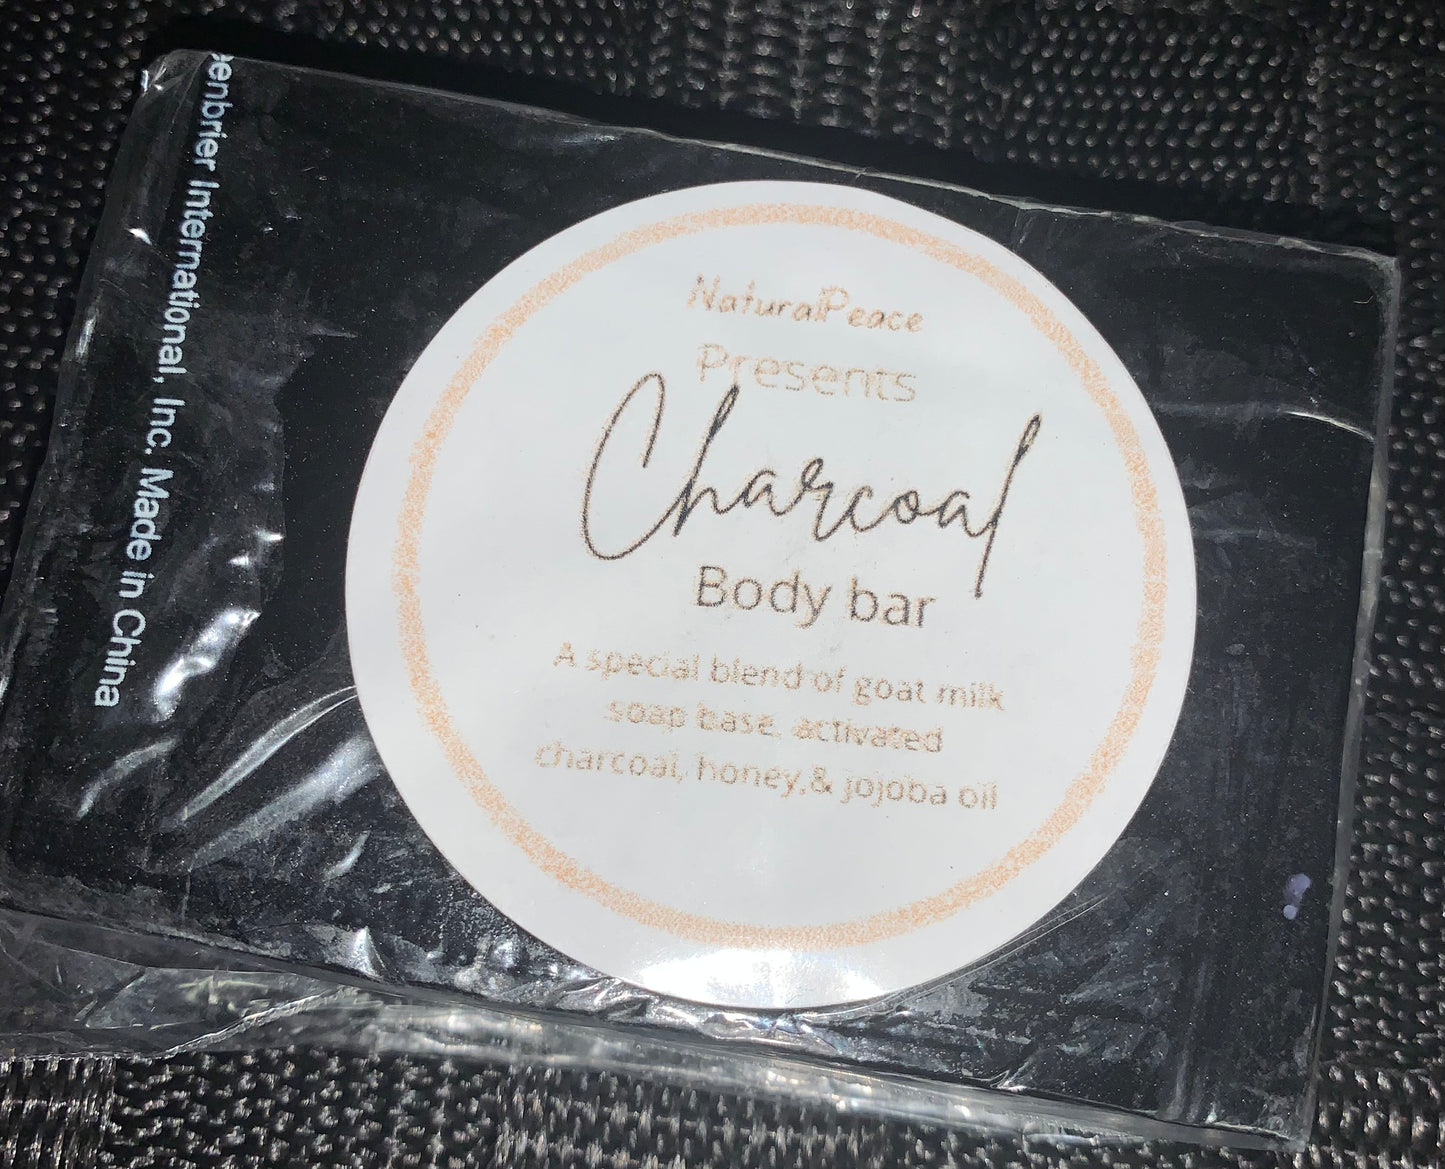 International, Inc. Made in China
NaturalPeace
Presents
Charcoal
Body bar
A special blend of goat milk
soap base, activated
charcoal, honey,& jojoba oil